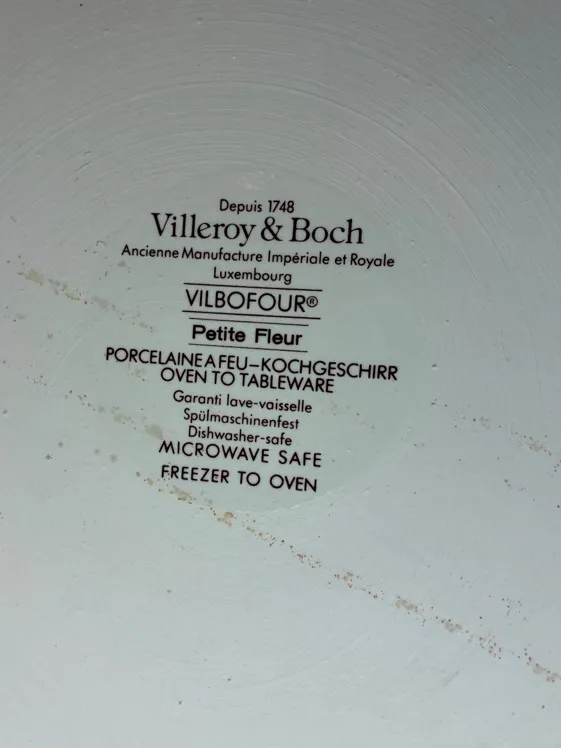 Depuis 1748
Villeroy & Boch
Ancienne Manufacture Impériale et Royale
Luxembourg
VILBOFOUR®
Petite Fleur
PORCELAINE A FEU–KOCHGESCHIRR
OVEN TO TABLEWARE
Garanti lave-vaisselle
Spülmaschinenfest
Dishwasher-safe
MICROWAVE SAFE
FREEZER TO OVEN